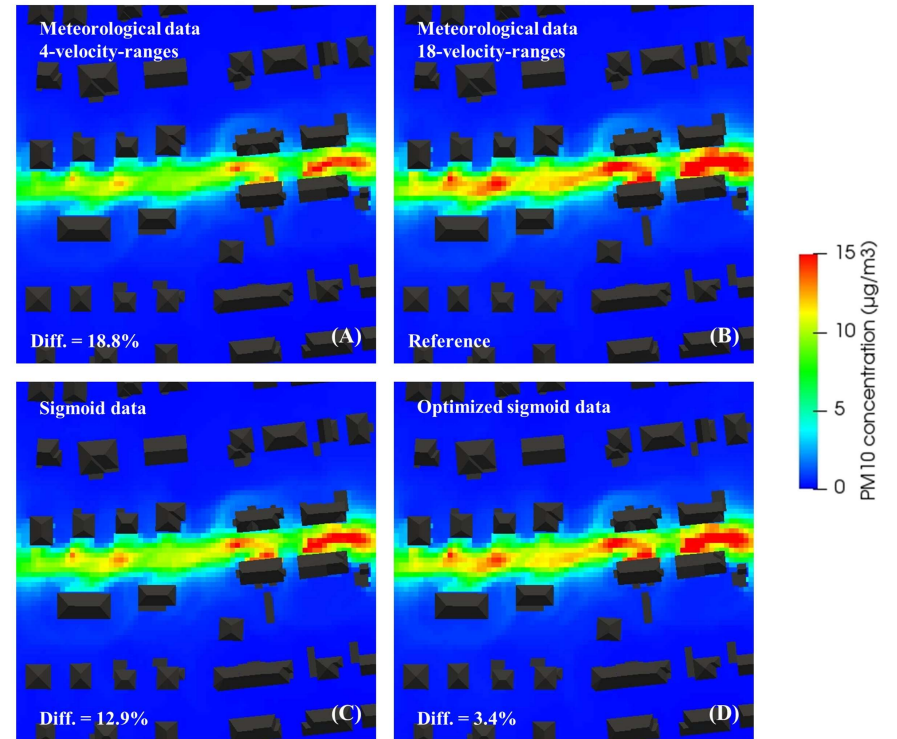 Meteorological data
4-velocity-ranges
Diff. = 18.8%
(A)
Meteorological data
18-velocity-ranges
Reference
(B)
Sigmoid data
Diff. = 12.9%
(C)
Optimized sigmoid data
Diff. = 3.4%
(D)
15
10
5
0
PM10 concentration (µg/m3)